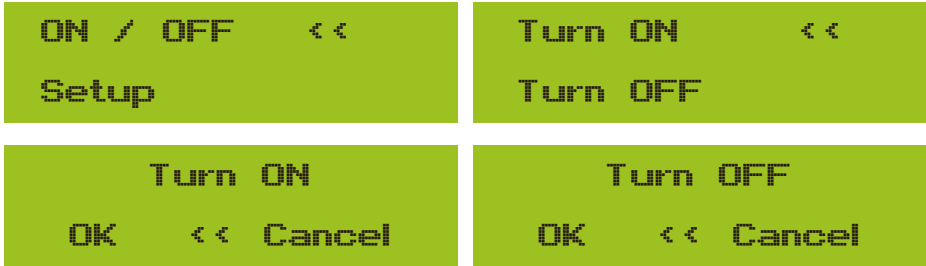 ON / OFF <<
Setup
Turn ON <<
Turn OFF
Turn ON
OK << Cancel
Turn OFF
OK << Cancel